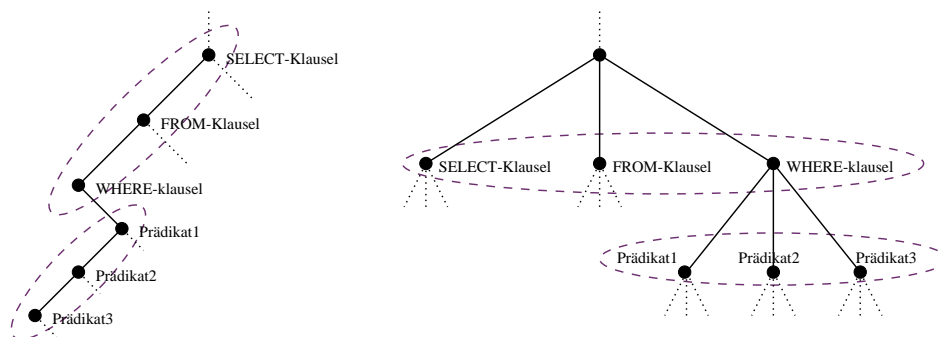 SELECT-Klausel
FROM-Klausel
WHERE-klausel
Prädikat1
Prädikat2
Prädikat3
SELECT-Klausel
FROM-Klausel
WHERE-klausel
Prädikat1
Prädikat2
Prädikat3